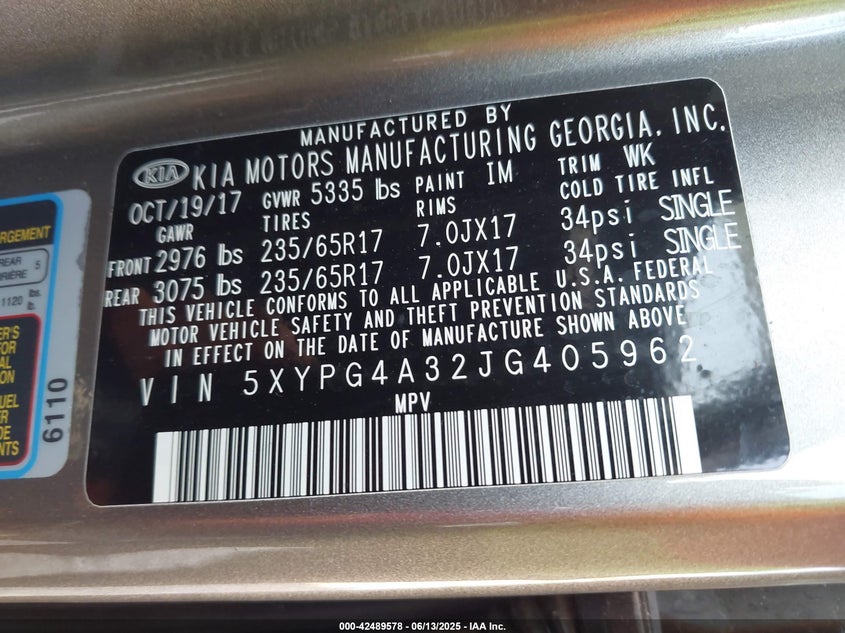 MANUFACTURED BY
KIA KIA MOTORS MANUFACTURING GEORGIA, INC.
OCT/19/17 GVWR 5335 lbs PAINT IM TRIM WK
GAWR TIRES RIMS COLD TIRE INFL
FRONT 2976 lbs 235/65R17 7.0JX17 34psi SINGLE
REAR 3075 lbs 235/65R17 7.0JX17 34psi SINGLE
THIS VEHICLE CONFORMS TO ALL APPLICABLE U.S.A. FEDERAL
MOTOR VEHICLE SAFETY AND THEFT PREVENTION STANDARDS
IN EFFECT ON THE DATE OF MANUFACTURE SHOWN ABOVE
VIN 5XYPG4A32JG405962
MPV
6110
000-42489578 - 06/13/2025 - IAA Inc.